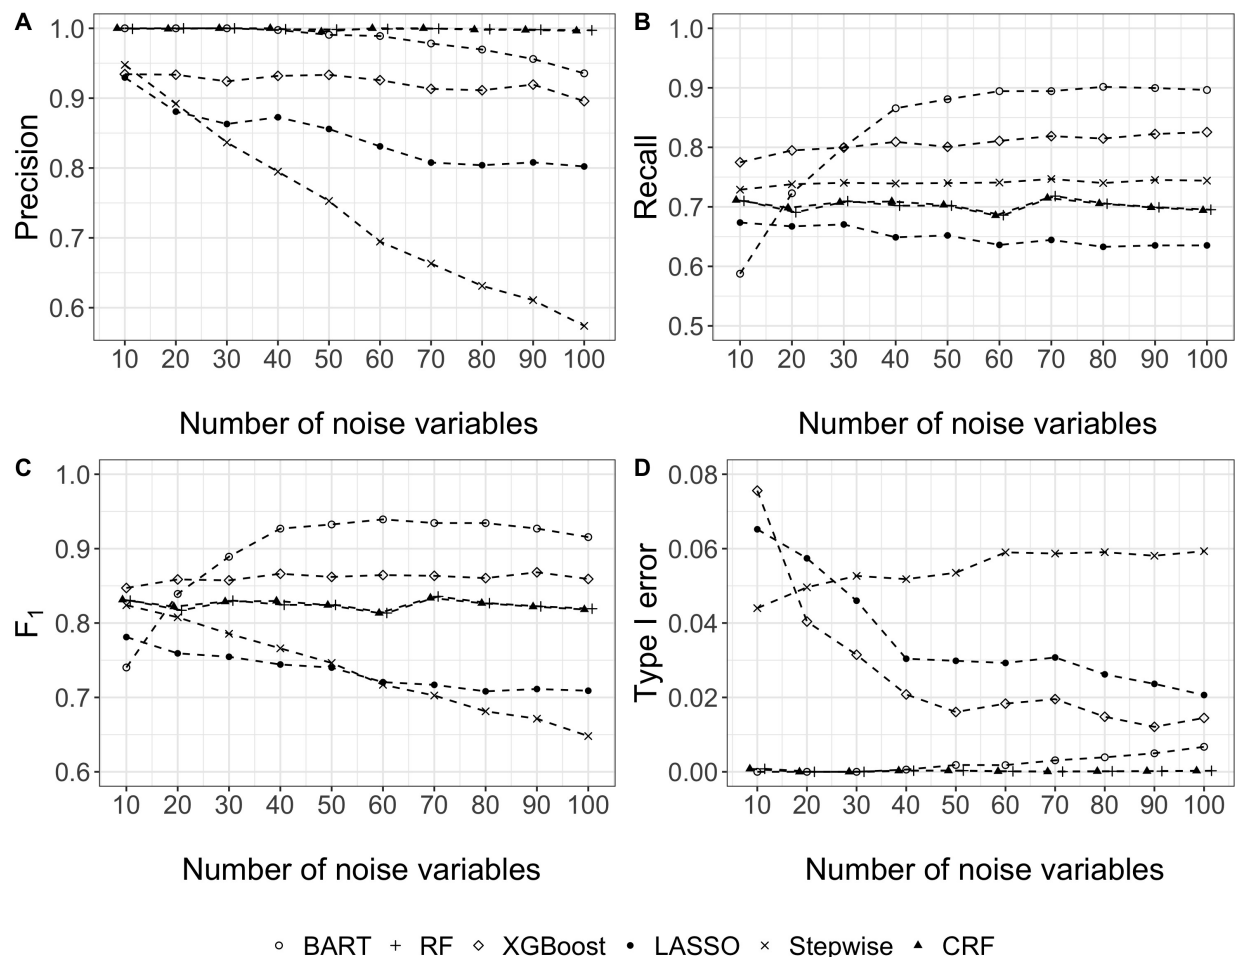 A
Precision
1.0
0.9
0.8
0.7
0.6
10 20 30 40 50 60 70 80 90 100
Number of noise variables
B
Recall
1.0
0.9
0.8
0.7
0.6
0.5
10 20 30 40 50 60 70 80 90 100
Number of noise variables
C
F1
1.0
0.9
0.8
0.7
0.6
10 20 30 40 50 60 70 80 90 100
Number of noise variables
D
Type I error
0.08
0.06
0.04
0.02
0.00
10 20 30 40 50 60 70 80 90 100
Number of noise variables
BART RF XGBoost LASSO Stepwise CRF